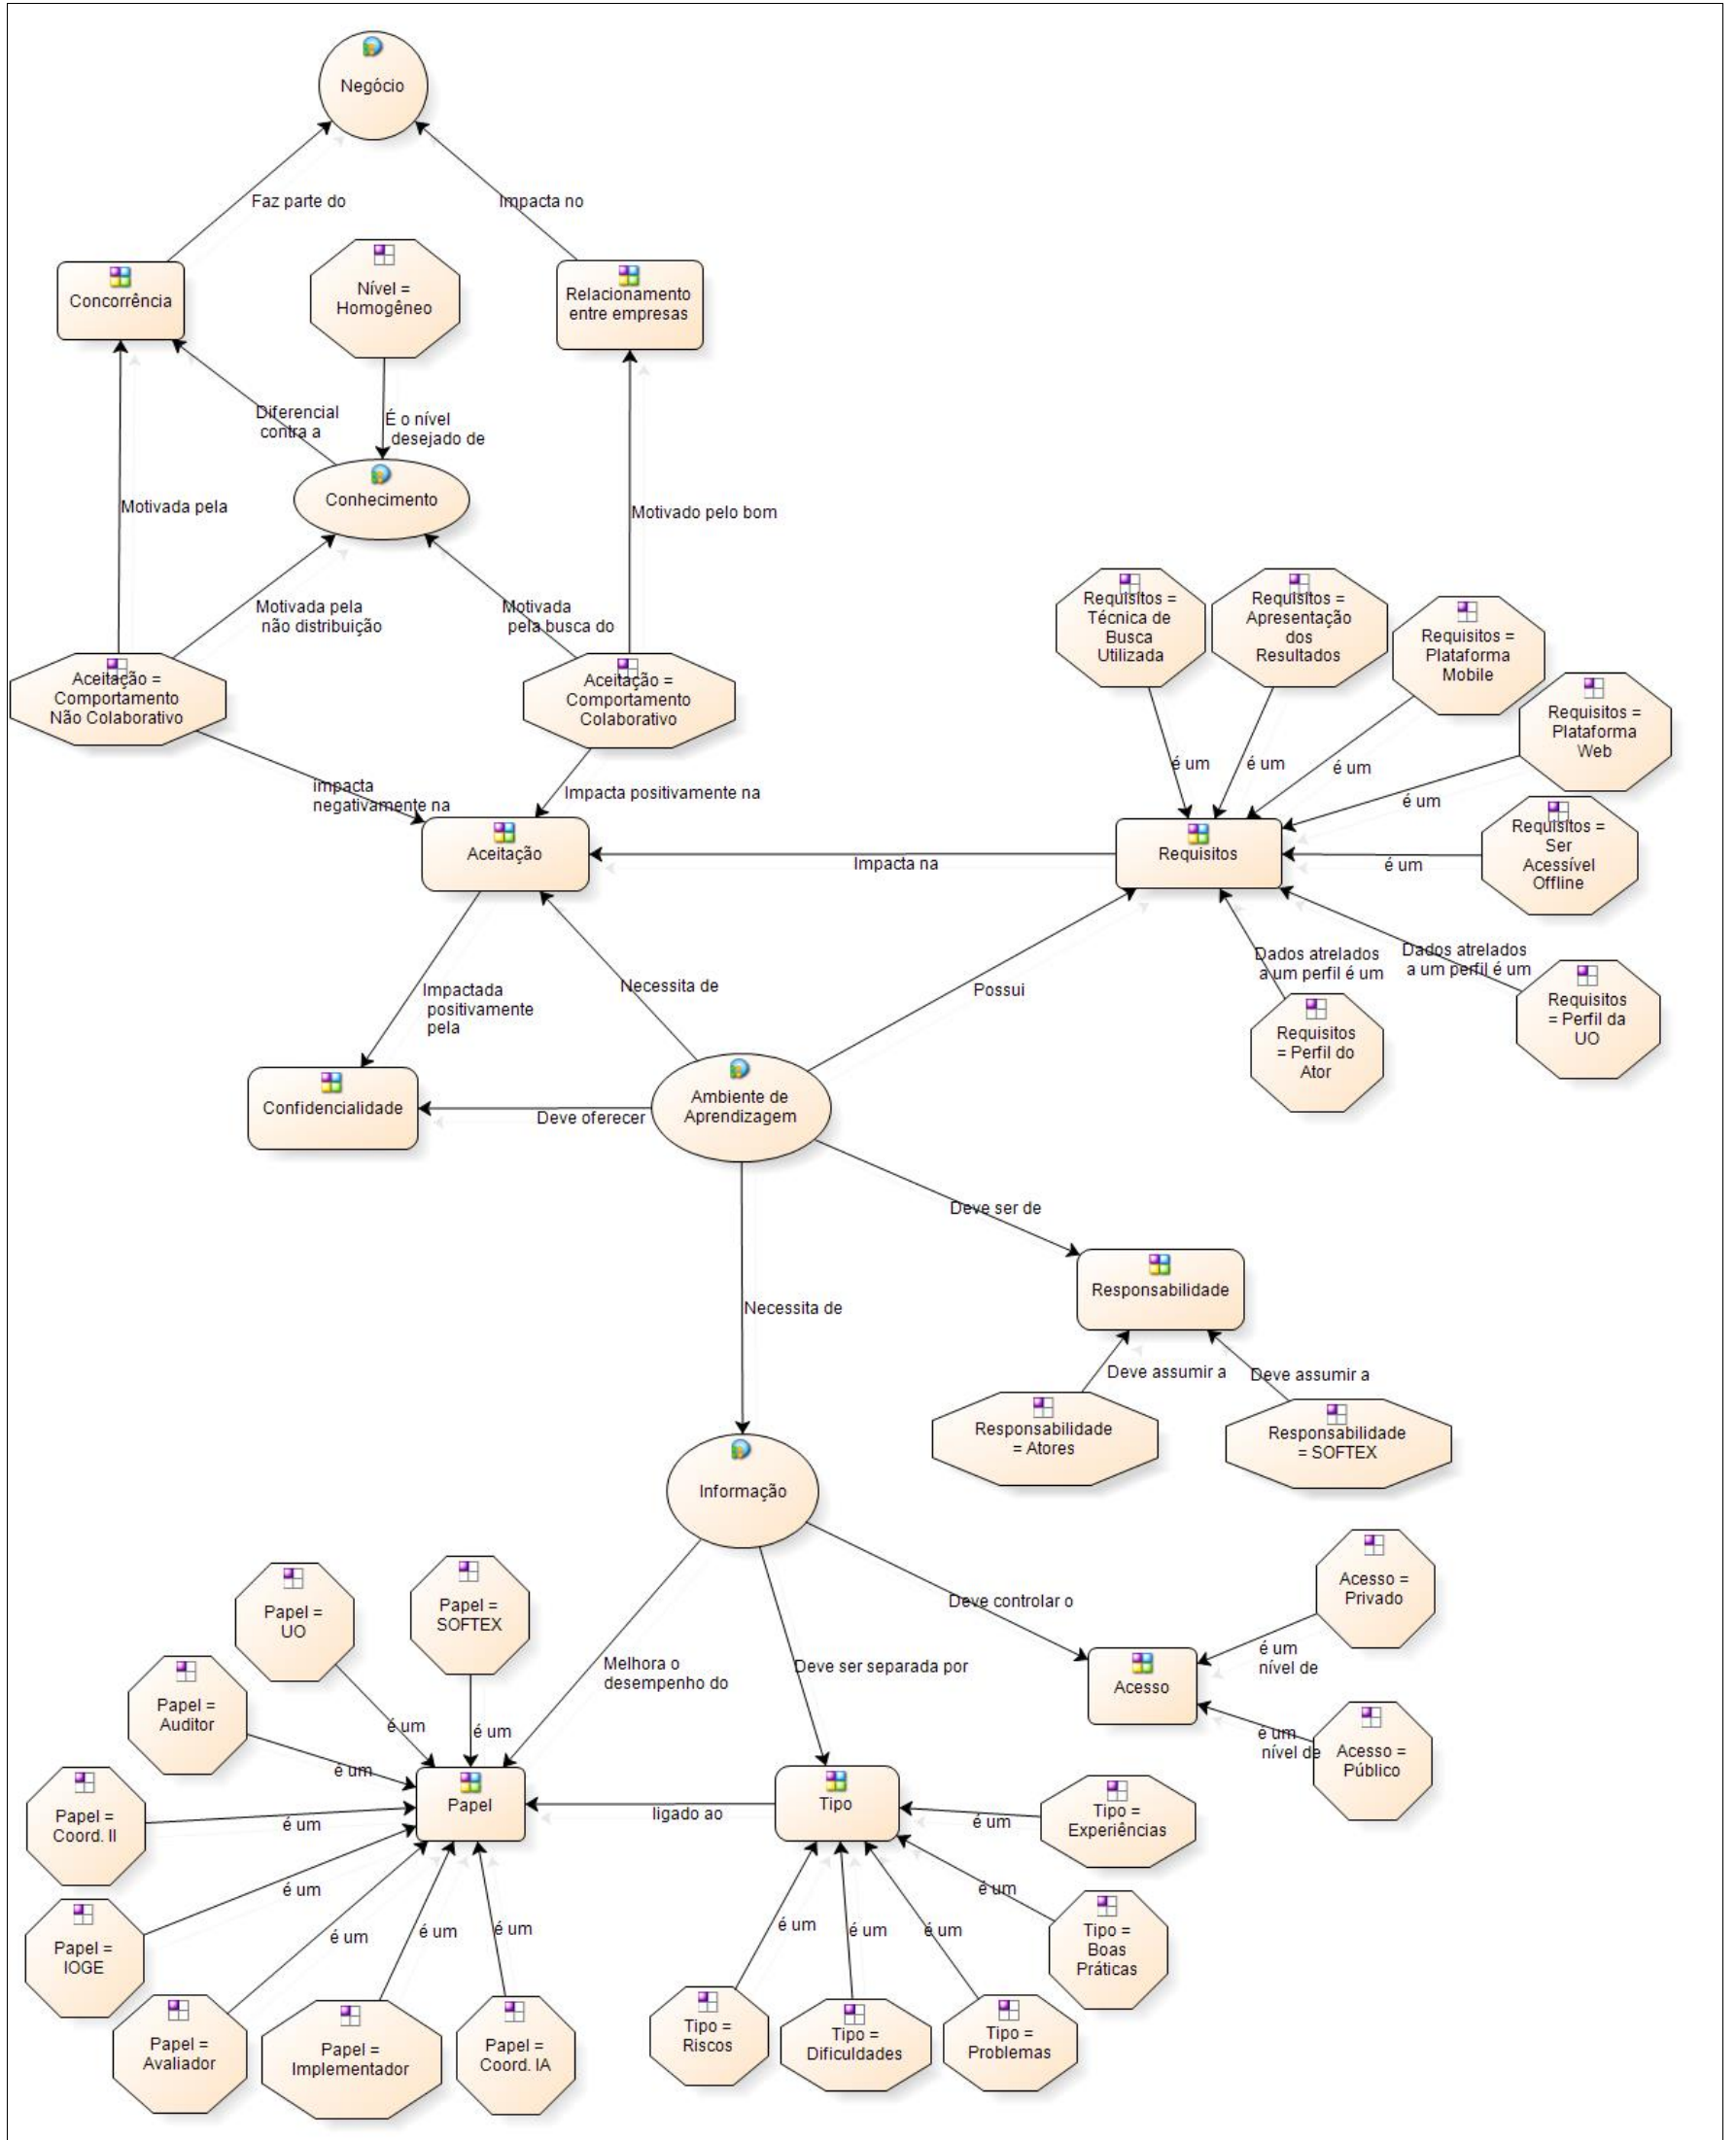 Negócio
Faz parte do
Impacta no
Concorrência
Nível =
Homogêneo
Relacionamento
entre empresas
Diferencial
contra a
É o nível
desejado de
Conhecimento
Motivada pela
Motivado pelo bom
Motivada pela
não distribuição
Motivada
pela busca do
Aceitação =
Comportamento
Não Colaborativo
Aceitação =
Comportamento
Colaborativo
Requisitos =
Técnica de
Busca
Utilizada
Requisitos =
Apresentação
dos
Resultados
Requisitos =
Plataforma
Mobile
Requisitos =
Plataforma
Web
é um
é um
é um
é um
impacta
negativamente na
Impacta positivamente na
Aceitação
Impacta na
Requisitos
é um
Requisitos =
Ser
Acessível
Offline
Impactada
positivamente
pela
Necessita de
Possui
Dados atrelados
a um perfil é um
Dados atrelados
a um perfil é um
Requisitos
= Perfil do
Ator
Requisitos
= Perfil da
UO
Confidencialidade
Deve oferecer
Ambiente de
Aprendizagem
Deve ser de
Responsabilidade
Necessita de
Deve assumir a
Deve assumir a
Responsabilidade
= Atores
Responsabilidade
= SOFTEX
Informação
Deve controlar o
Acesso =
Privado
é um
nível de
Acesso
é um
nível de
Acesso =
Público
Melhora o
desempenho do
Deve ser separada por
Papel =
UO
Papel =
SOFTEX
Papel =
Auditor
é um
é um
é um
Papel =
Coord. II
é um
Papel
ligado ao
Tipo
é um
Tipo =
Experiências
é um
é um
é um
é um
é um
é um
é um
é um
Papel =
IOGE
Tipo =
Boas
Práticas
Papel =
Avaliador
Papel =
Implementador
Papel =
Coord. IA
Tipo =
Riscos
Tipo =
Dificuldades
Tipo =
Problemas